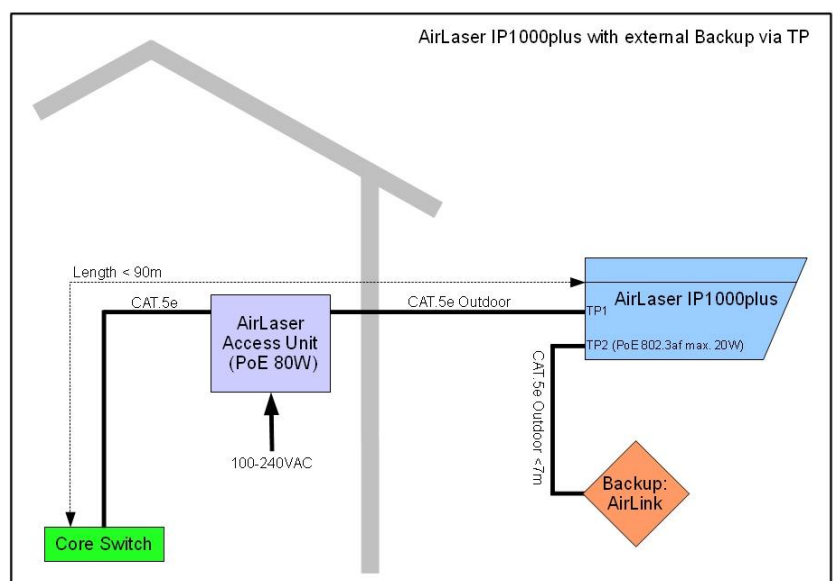 AirLaser IP1000plus with external Backup via TP
Length < 90m
CAT.5e
CAT.5e Outdoor
AirLaser
Access Unit
(PoE 80W)
100-240VAC
AirLaser IP1000plus
TP1
TP2 (PoE 802.3af max. 20W)
CAT.5e Outdoor <7m
Backup:
AirLink
Core Switch